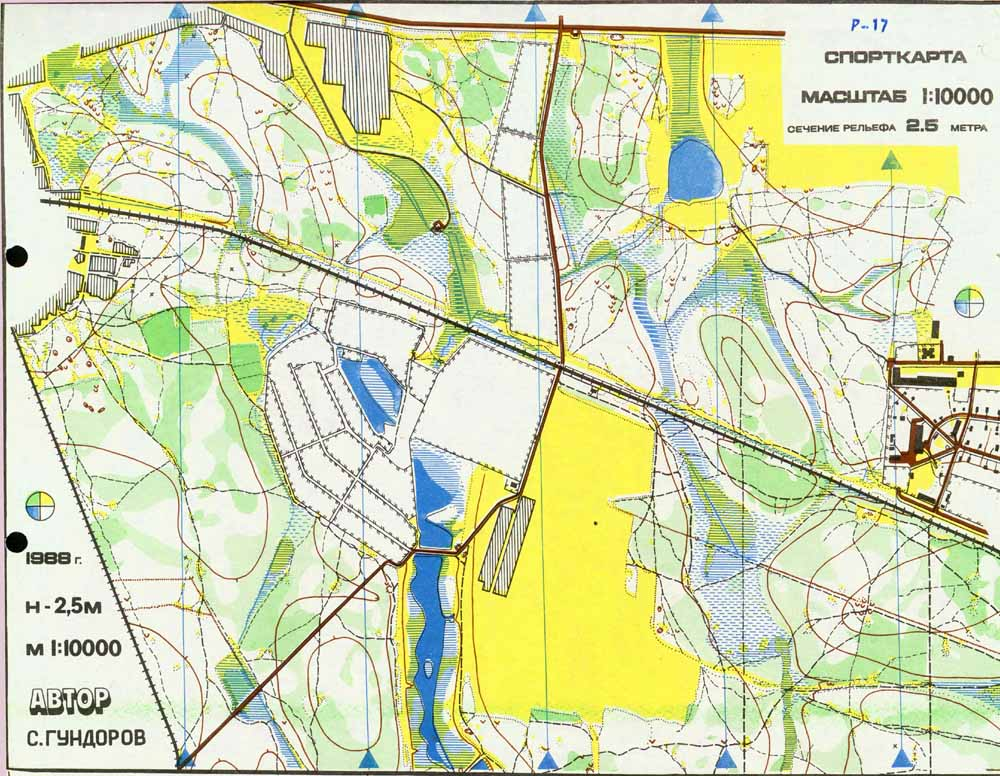 Р-17
СПОРТКАРТА
МАСШТАБ 1:10000
СЕЧЕНИЕ РЕЛЬЕФА 2.5 МЕТРА
1988 г.
Н-2,5м
М 1:10000
АВТОР
С.ГУНДОРОВ